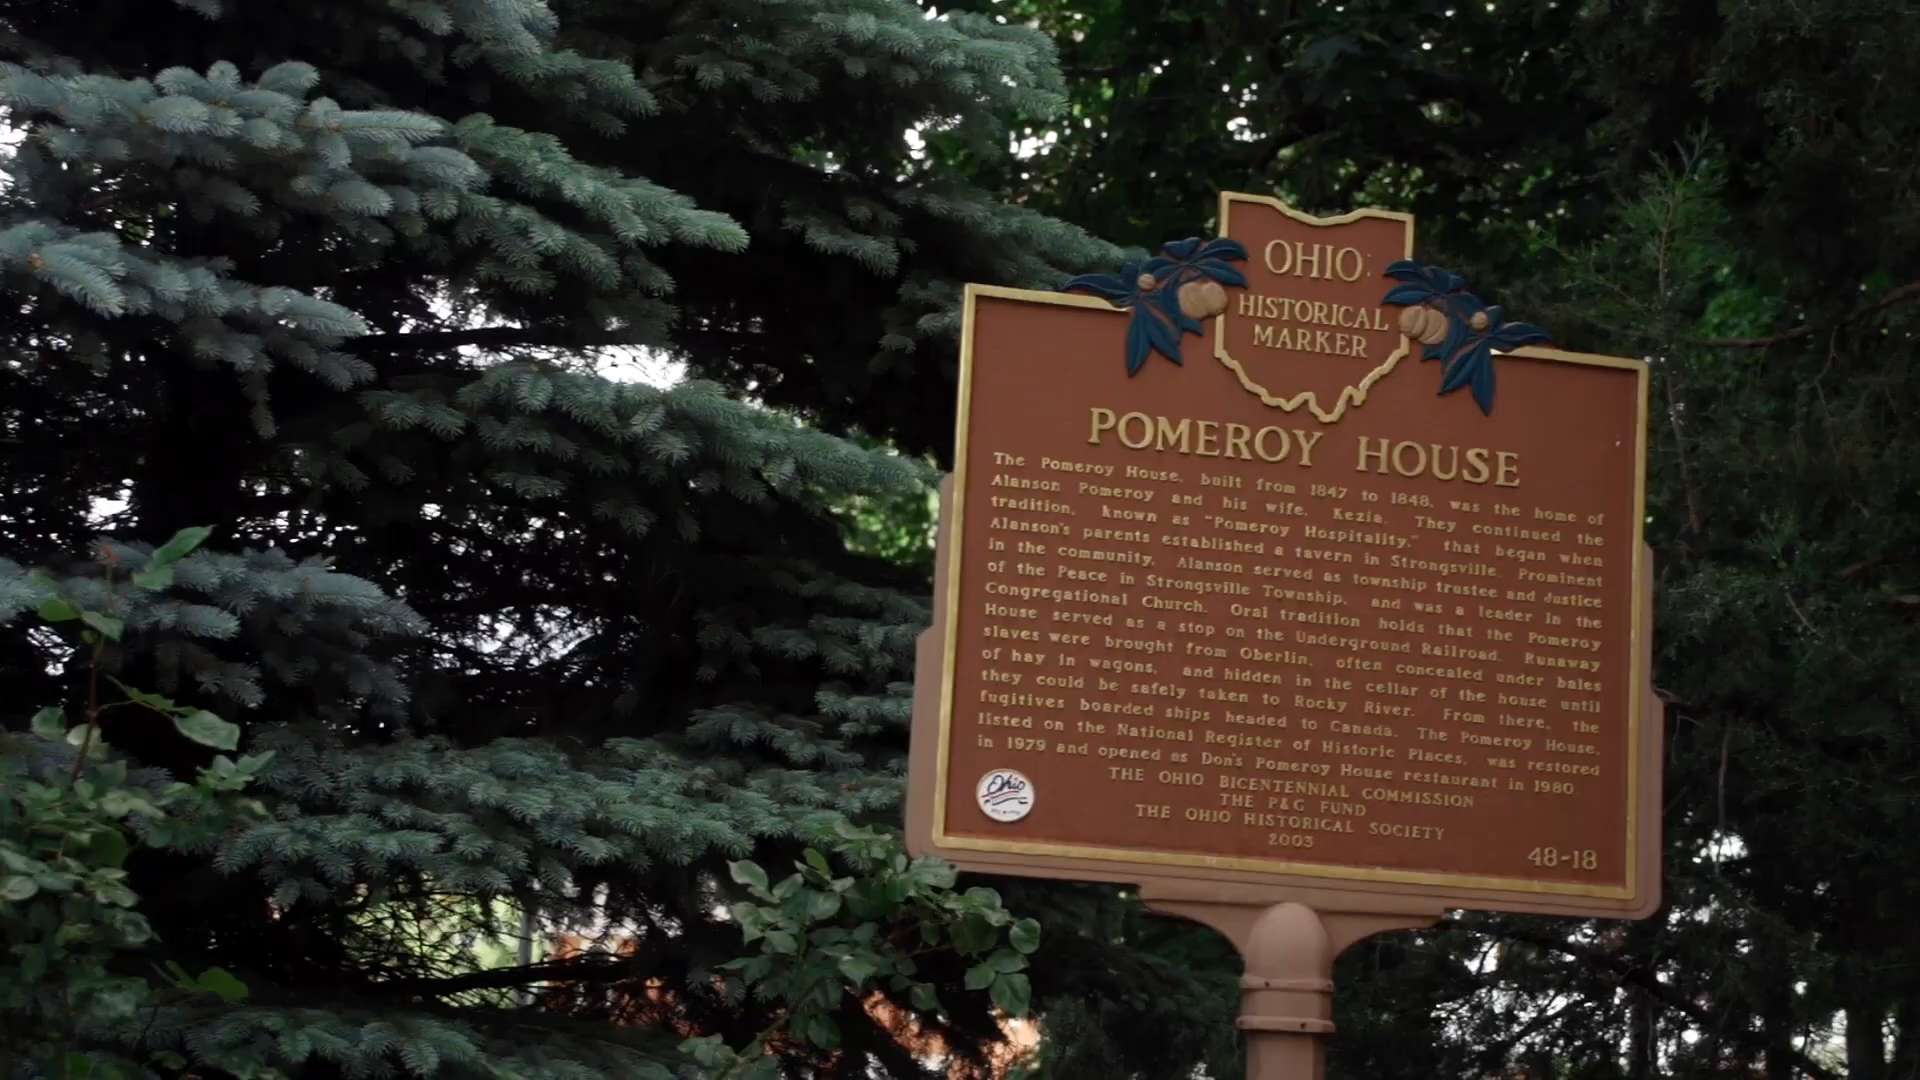 OHIO
HISTORICAL
MARKER
POMEROY HOUSE
The Pomeroy House, built from 1847 to 1848, was the home of
Alanson Pomeroy and his wife, Kezia. They continued the
tradition, known as "Pomeroy Hospitality," that began when
Alanson's parents established a tavern in Strongsville. Prominent
in the community, Alanson served as township trustee and Justice
of the Peace in Strongsville Township, and was a leader in the
Congregational Church. Oral tradition holds that the Pomeroy
House served as a stop on the Underground Railroad. Runaway
slaves were brought from Oberlin, often concealed under bales
of hay in wagons, and hidden in the cellar of the house until
they could be safely taken to Rocky River. From there, the
fugitives boarded ships headed to Canada. The Pomeroy House,
listed on the National Register of Historic Places, was restored
in 1979 and opened as Don's Pomeroy House restaurant in 1980
THE OHIO BICENTENNIAL COMMISSION
THE P&G FUND
THE OHIO HISTORICAL SOCIETY
2003
48-18
Ohio